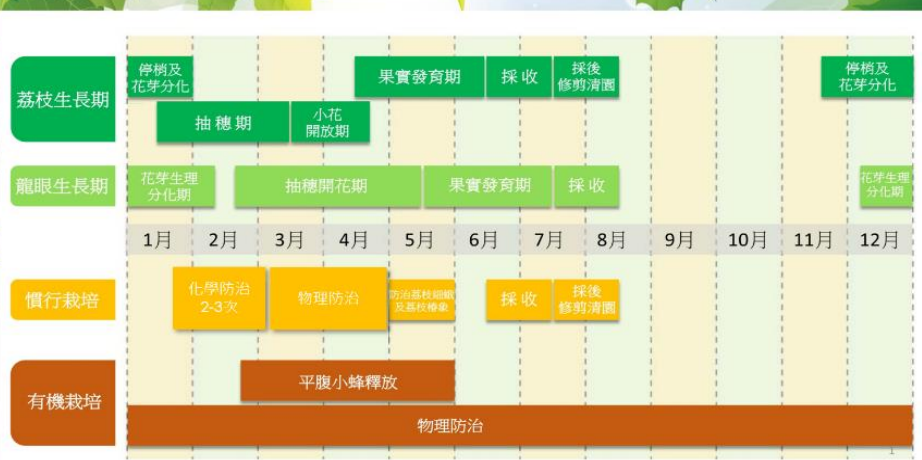 荔枝生長期
停梢及
花芽分化
抽穗期
小花
開放期
果實發育期
採收
採後
修剪清園
停梢及
花芽分化
龍眼生長期
花芽生理
分化期
抽穗開花期
果實發育期
採收
花芽生理
分化期
1月 2月 3月 4月 5月 6月 7月 8月 9月 10月 11月 12月
慣行栽培
化學防治
2-3次
物理防治
防治荔枝細蛾
及荔枝椿象
採收
採後
修剪清園
有機栽培
平腹小蜂釋放
物理防治
1